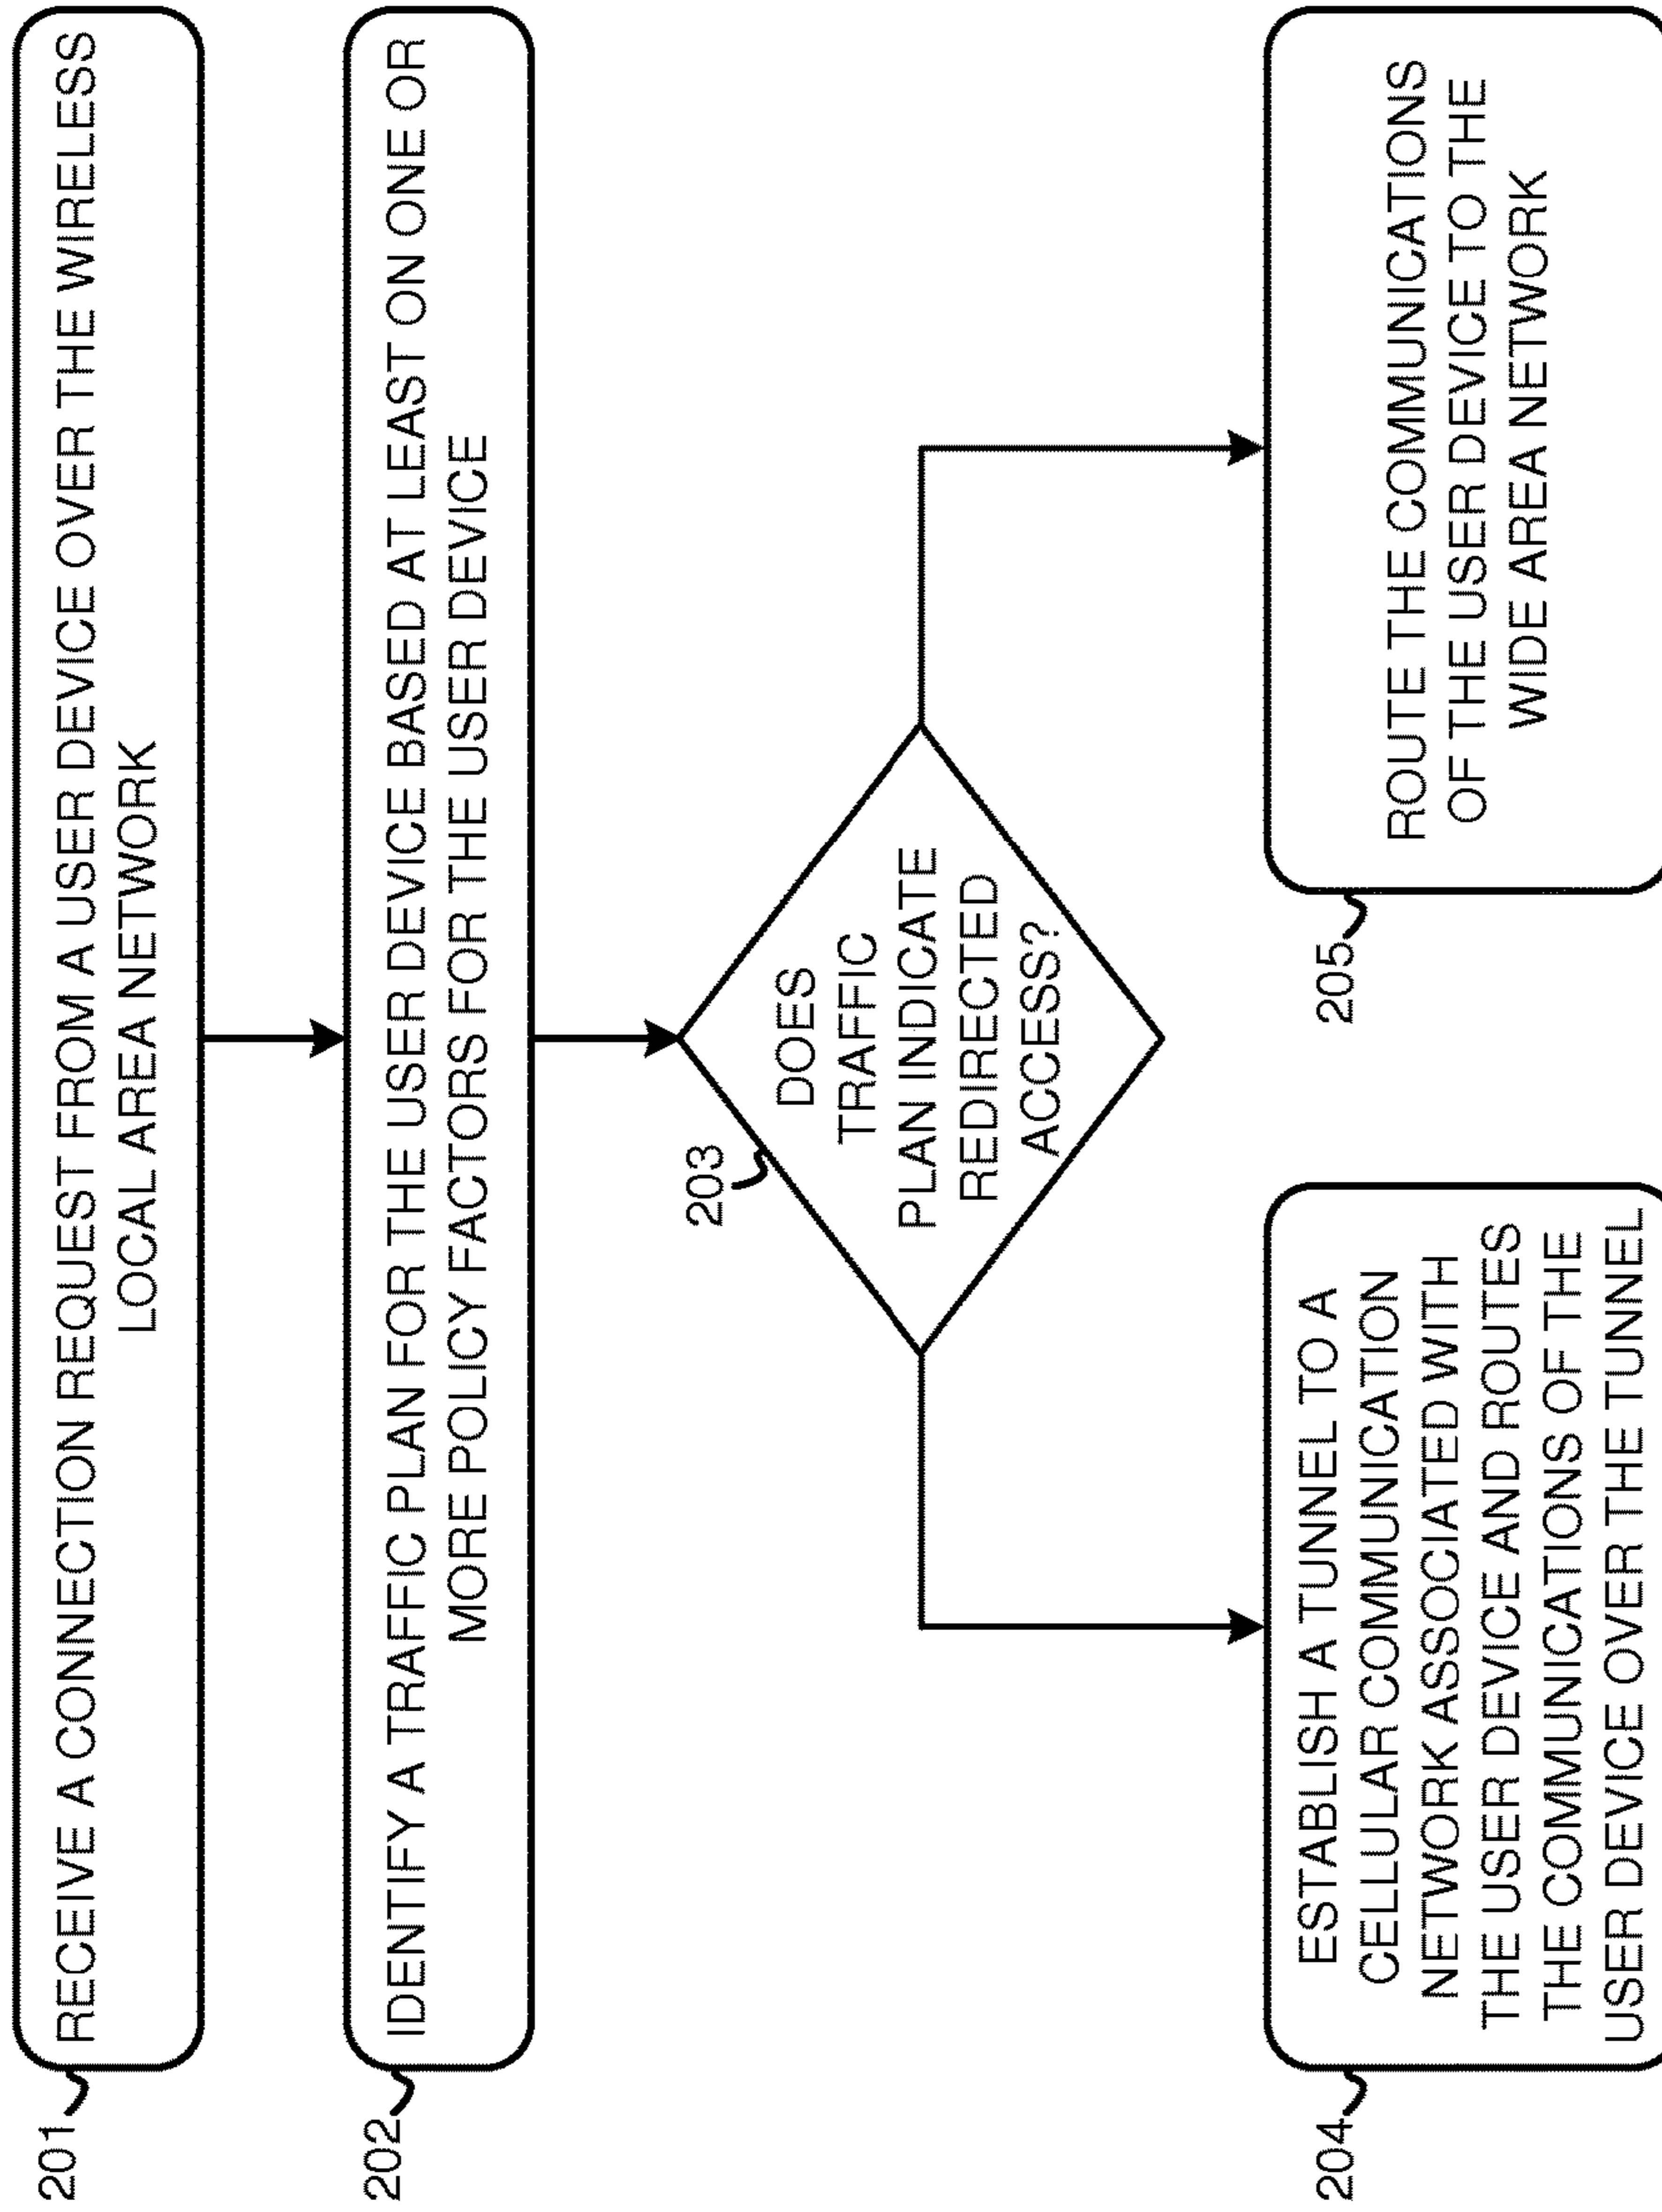 201
RECEIVE A CONNECTION REQUEST FROM A USER DEVICE OVER THE WIRELESS
LOCAL AREA NETWORK
202
IDENTIFY A TRAFFIC PLAN FOR THE USER DEVICE BASED AT LEAST ON ONE OR
MORE POLICY FACTORS FOR THE USER DEVICE
203
DOES
TRAFFIC
PLAN INDICATE
REDIRECTED
ACCESS?
204
ESTABLISH A TUNNEL TO A
CELLULAR COMMUNICATION
NETWORK ASSOCIATED WITH
THE USER DEVICE AND ROUTES
THE COMMUNICATIONS OF THE
USER DEVICE OVER THE TUNNEL
205
ROUTE THE COMMUNICATIONS
OF THE USER DEVICE TO THE
WIDE AREA NETWORK